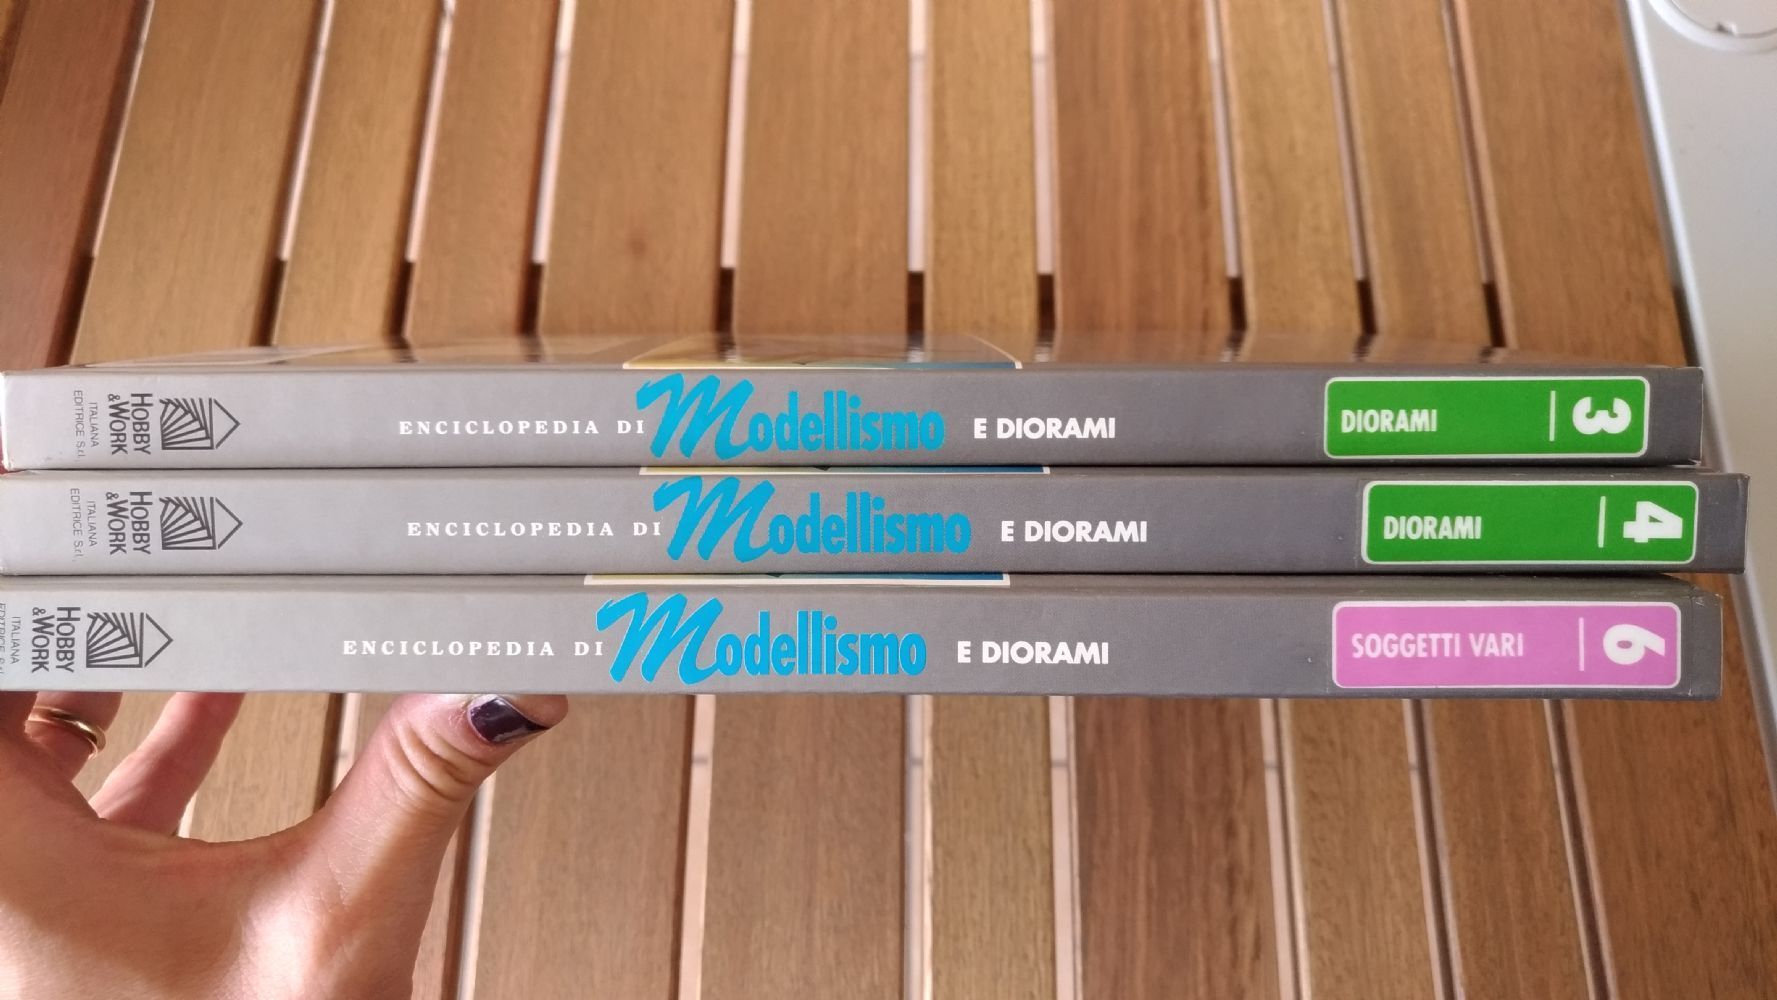 HOBBY
&WORK
ITALIANA
EDITRICE S.r.l.
ENCICLOPEDIA DI Modellismo E DIORAMI
DIORAMI 3
HOBBY
&WORK
ITALIANA
EDITRICE S.r.l.
ENCICLOPEDIA DI Modellismo E DIORAMI
DIORAMI 4
HOBBY
&WORK
ITALIANA
EDITRICE S.r.l.
ENCICLOPEDIA DI Modellismo E DIORAMI
SOGGETTI VARI 6